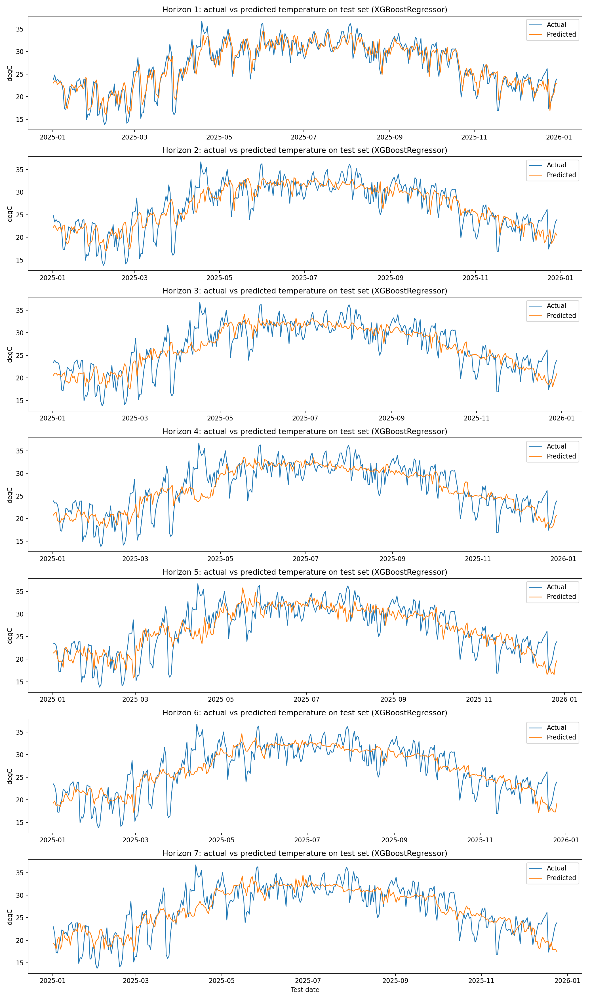 Horizon 1: actual vs predicted temperature on test set (XGBoostRegressor)
35
30
25
20
15
degC
Actual
Predicted
2025-01 2025-03 2025-05 2025-07 2025-09 2025-11 2026-01
Horizon 2: actual vs predicted temperature on test set (XGBoostRegressor)
35
30
25
20
15
degC
Actual
Predicted
2025-01 2025-03 2025-05 2025-07 2025-09 2025-11 2026-01
Horizon 3: actual vs predicted temperature on test set (XGBoostRegressor)
35
30
25
20
15
degC
Actual
Predicted
2025-01 2025-03 2025-05 2025-07 2025-09 2025-11 2026-01
Horizon 4: actual vs predicted temperature on test set (XGBoostRegressor)
35
30
25
20
15
degC
Actual
Predicted
2025-01 2025-03 2025-05 2025-07 2025-09 2025-11 2026-01
Horizon 5: actual vs predicted temperature on test set (XGBoostRegressor)
35
30
25
20
15
degC
Actual
Predicted
2025-01 2025-03 2025-05 2025-07 2025-09 2025-11 2026-01
Horizon 6: actual vs predicted temperature on test set (XGBoostRegressor)
35
30
25
20
15
degC
Actual
Predicted
2025-01 2025-03 2025-05 2025-07 2025-09 2025-11 2026-01
Horizon 7: actual vs predicted temperature on test set (XGBoostRegressor)
35
30
25
20
15
degC
Actual
Predicted
2025-01 2025-03 2025-05 2025-07 2025-09 2025-11 2026-01
Test date